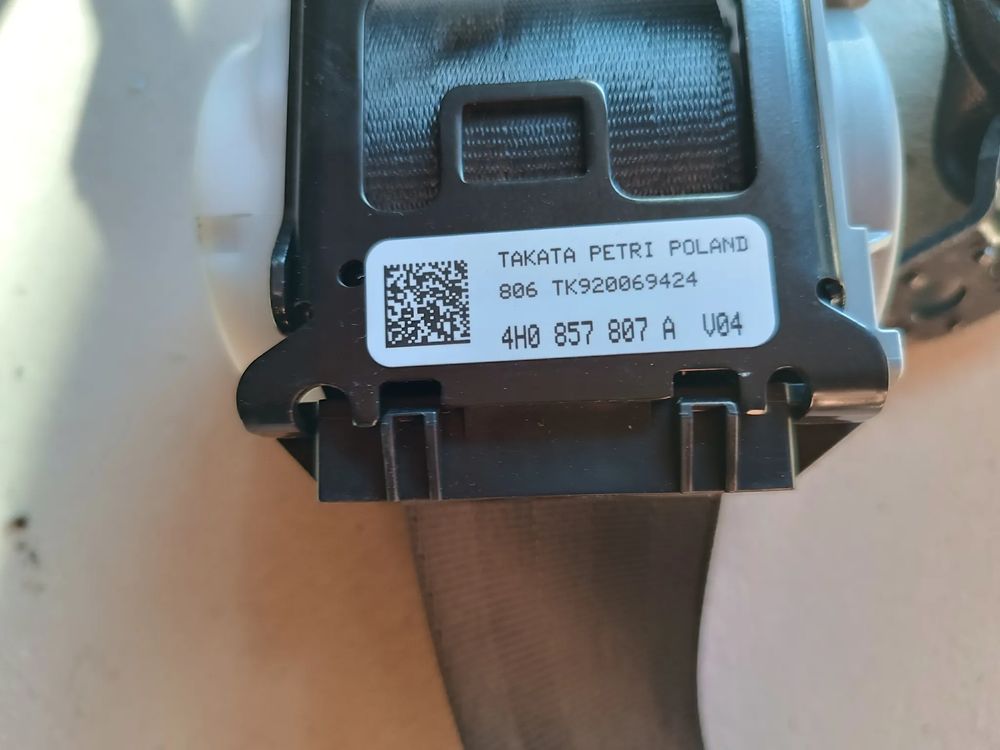 TAKATA PETRI POLAND
806 TK920069424
4H0 857 807 A V04